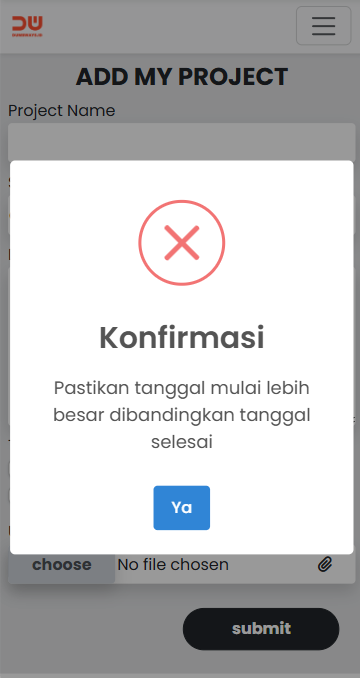 DW
ADD MY PROJECT
Project Name
Konfirmasi
Pastikan tanggal mulai lebih
besar dibandingkan tanggal
selesai
Ya
choose No file chosen
submit